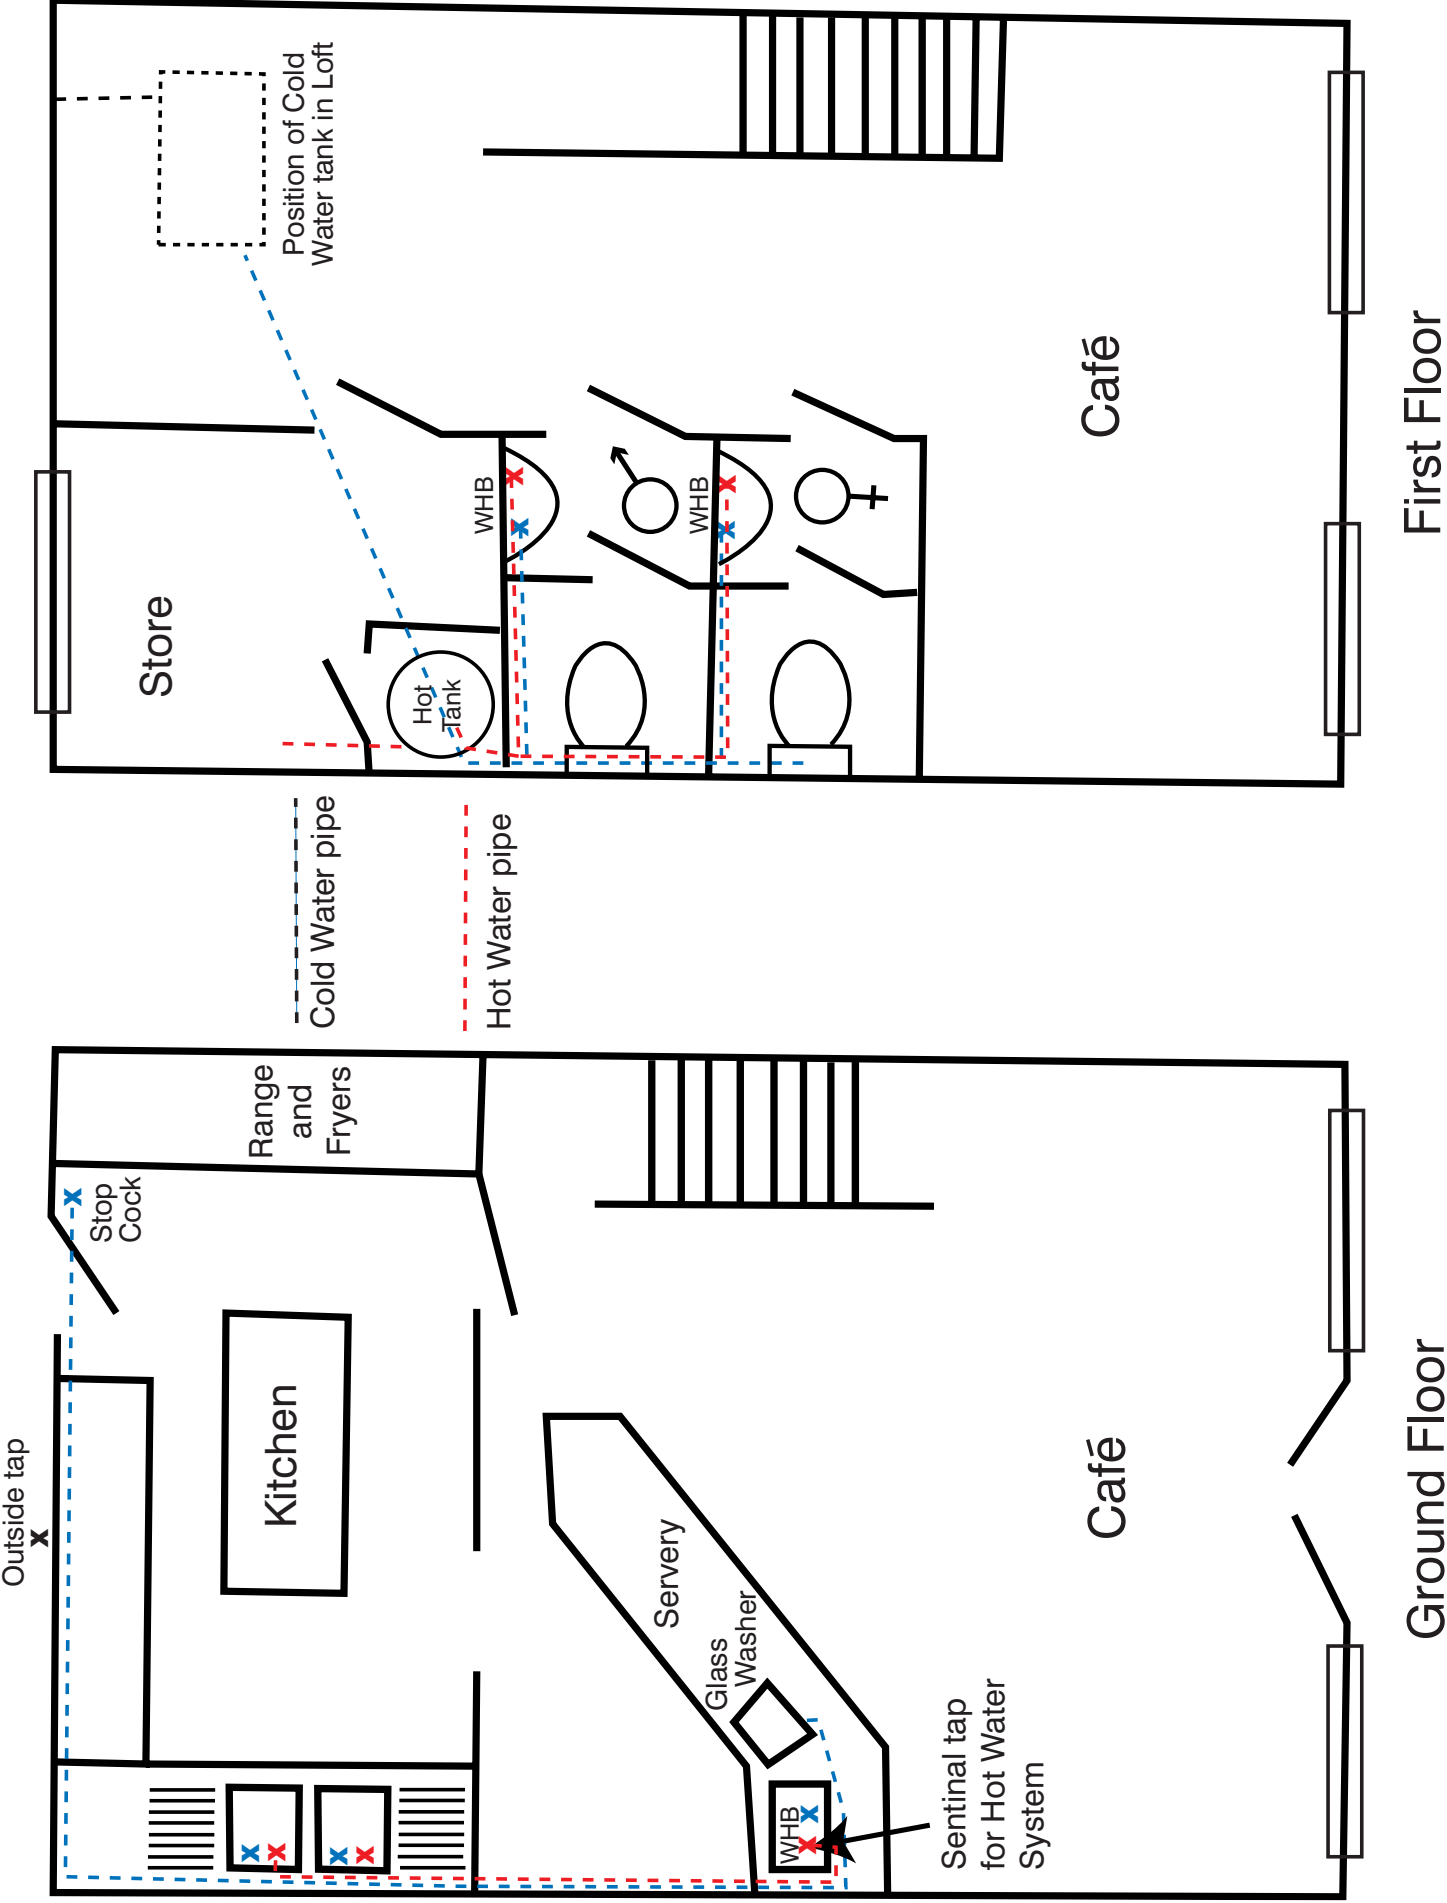 Outside tap
x
Stop
Cock
Range
and
Fryers
Kitchen
Servery
Glass
Washer
WHB
x
x
x
x
x
x
x
Sentinal tap
for Hot Water
System
Café
Ground Floor
Cold Water pipe
Hot Water pipe
Position of Cold
Water tank in Loft
Store
Hot
Tank
WHB
x
x
WHB
x
x
Café
First Floor